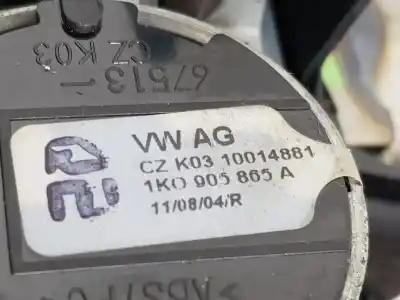 CZ K03
67513-
VW AG
CZ K03 10014881
1K0 905 865 A
11/08/04/R